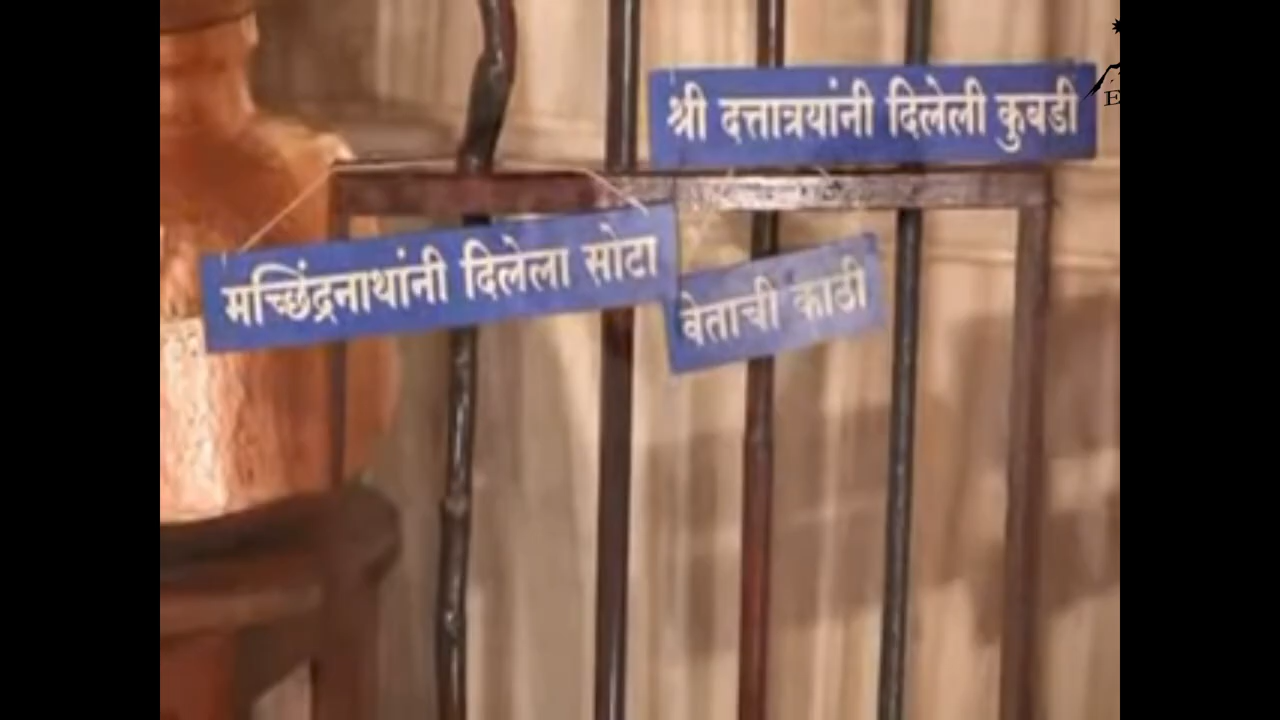 श्री दत्तात्रयांनी दिलेली कुबडी
मच्छिंद्रनाथांनी दिलेला सोटा
वेताची काठी